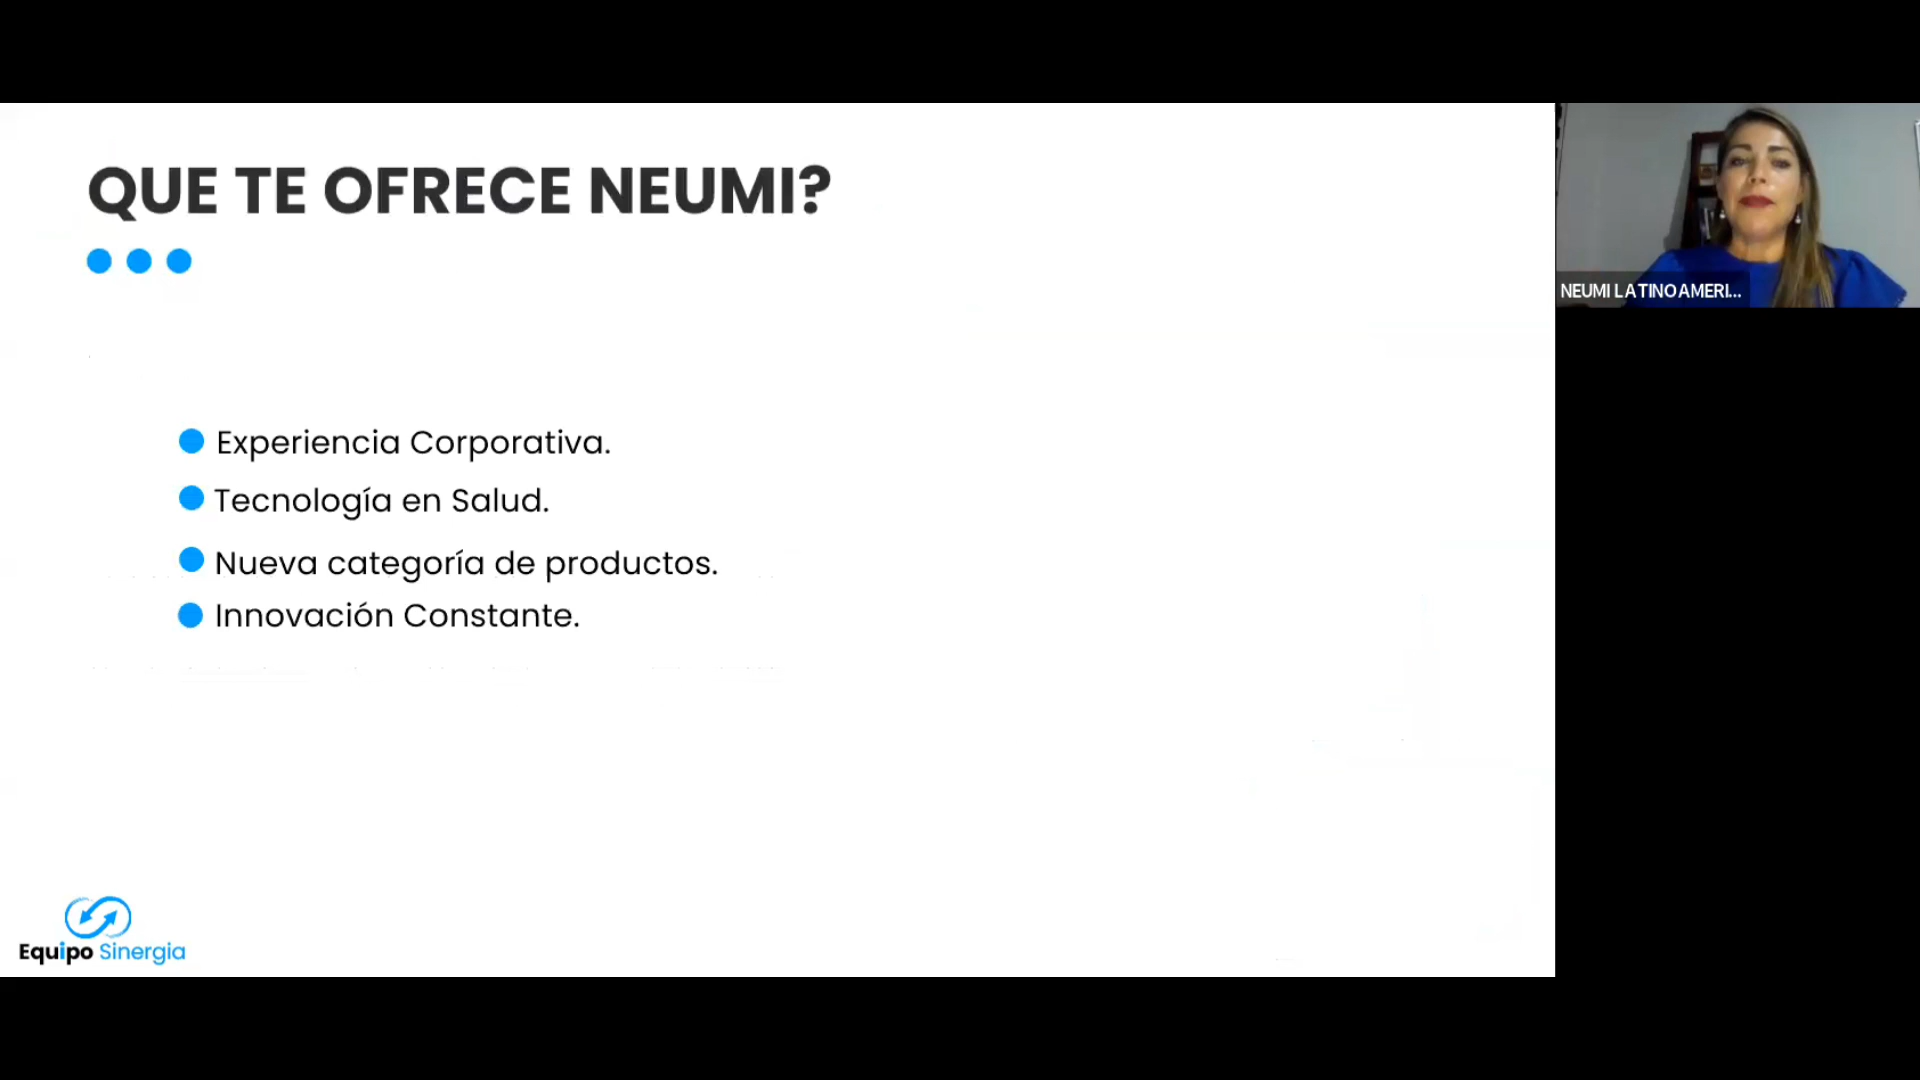 QUE TE OFRECE NEUMI?
NEUMI LATINOAMERI...
Experiencia Corporativa.
Tecnología en Salud.
Nueva categoría de productos.
Innovación Constante.
Equipo Sinergia